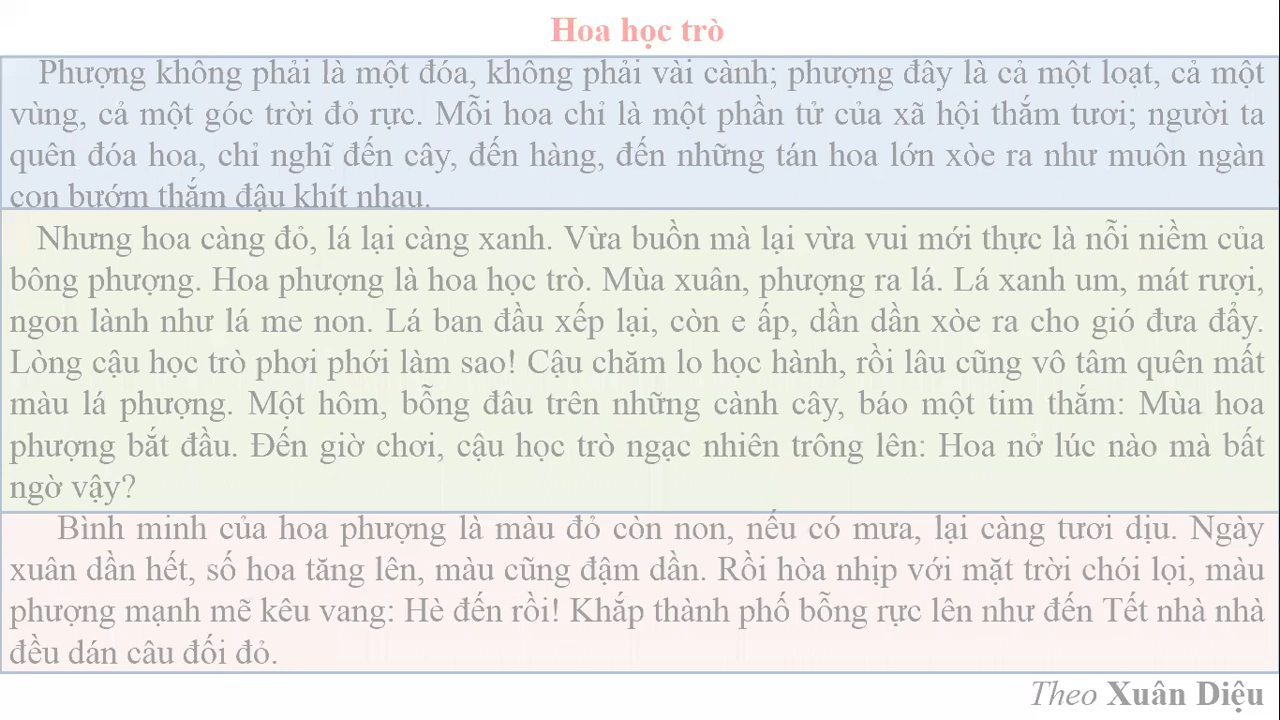 Hoa học trò
Phượng không phải là một đóa, không phải vài cành; phượng đây là cả một loạt, cả một
vùng, cả một góc trời đỏ rực. Mỗi hoa chỉ là một phần tử của xã hội thắm tươi; người ta
quên đóa hoa, chỉ nghĩ đến cây, đến hàng, đến những tán hoa lớn xòe ra như muôn ngàn
con bướm thắm đậu khít nhau.
Nhưng hoa càng đỏ, lá lại càng xanh. Vừa buồn mà lại vừa vui mới thực là nỗi niềm của
bông phượng. Hoa phượng là hoa học trò. Mùa xuân, phượng ra lá. Lá xanh um, mát rượi,
ngon lành như lá me non. Lá ban đầu xếp lại, còn e ấp, dần dần xòe ra cho gió đưa đẩy.
Lòng cậu học trò phơi phới làm sao! Cậu chăm lo học hành, rồi lâu cũng vô tâm quên mất
màu lá phượng. Một hôm, bỗng đâu trên những cành cây, báo một tim thắm: Mùa hoa
phượng bắt đầu. Đến giờ chơi, cậu học trò ngạc nhiên trông lên: Hoa nở lúc nào mà bất
ngờ vậy?
Bình minh của hoa phượng là màu đỏ còn non, nếu có mưa, lại càng tươi dịu. Ngày
xuân dần hết, số hoa tăng lên, màu cũng đậm dần. Rồi hòa nhịp với mặt trời chói lọi, màu
phượng mạnh mẽ kêu vang: Hè đến rồi! Khắp thành phố bỗng rực lên như đến Tết nhà nhà
đều dán câu đối đỏ.
Theo Xuân Diệu